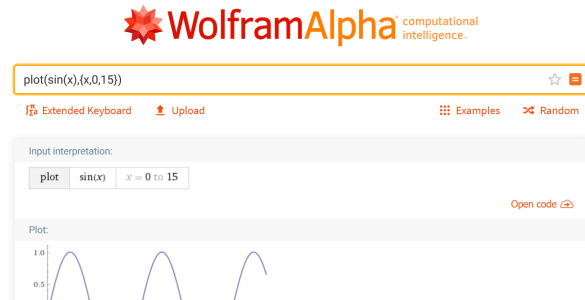 WolframAlpha computational intelligence.
plot(sin(x),{x,0,15})
Extended Keyboard Upload Examples Random
Input interpretation:
plot sin(x) x = 0 to 15
Open code
Plot:
1.0
0.5